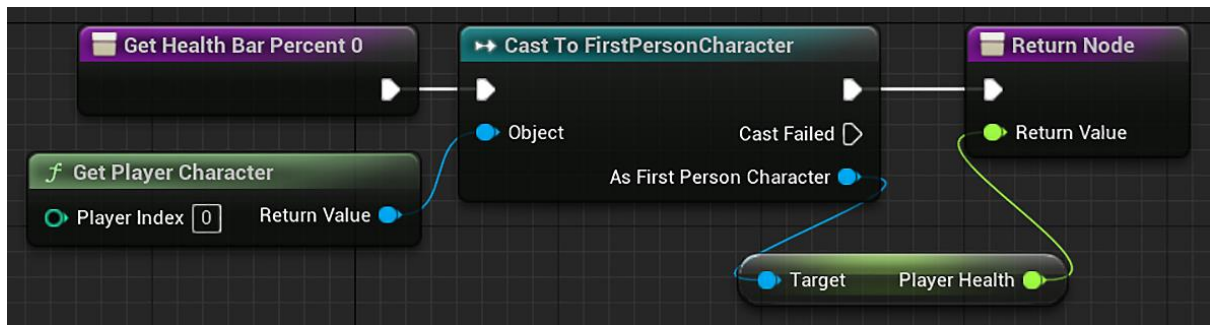 Get Health Bar Percent 0
Cast To FirstPersonCharacter
Return Node
Object
Cast Failed
Return Value
f Get Player Character
As First Person Character
Player Index 0
Return Value
Target
Player Health